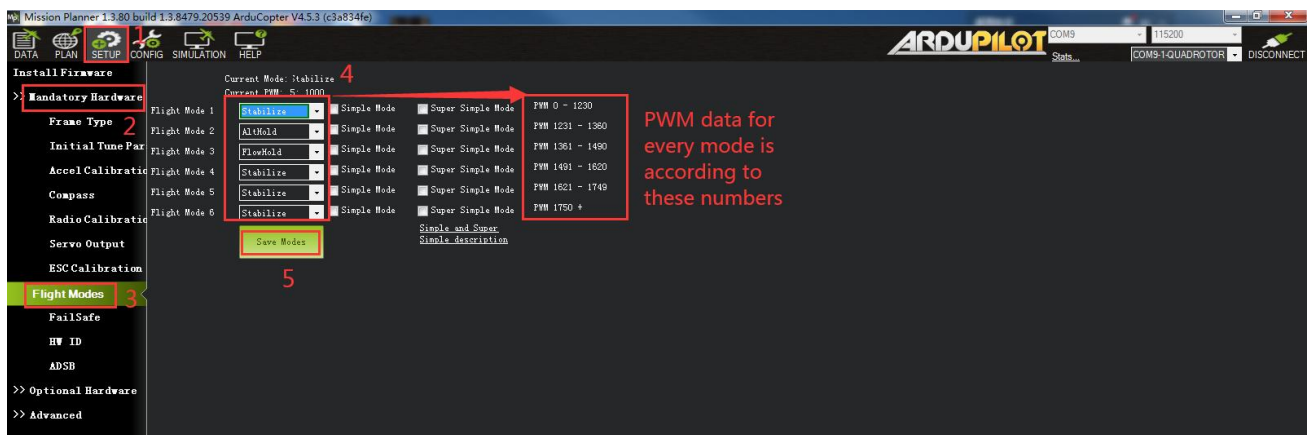 Mission Planner 1.3.80 build 1.3.8479.20539 ArduCopter V4.5.3 (c3a834fe)
1
DATA PLAN SETUP CONFIG SIMULATION HELP
ARDUPILOT
COM9 115200
Stats... COM9-1-QUADROTOR DISCONNECT
Install Firmware
>> Mandatory Hardware
2
Frame Type
Initial Tune Par
Accel Calibratic
Compass
Radio Calibratic
Servo Output
ESC Calibration
Flight Modes
3
FailSafe
HW ID
ADSB
>> Optional Hardware
>> Advanced
Current Mode: Stabilize
4
Current PWM: 5: 1000
Flight Mode 1 Stabilize Simple Mode Super Simple Mode PWM 0 - 1230
Flight Mode 2 AltHold Simple Mode Super Simple Mode PWM 1231 - 1360
Flight Mode 3 FlowHold Simple Mode Super Simple Mode PWM 1361 - 1490
Flight Mode 4 Stabilize Simple Mode Super Simple Mode PWM 1491 - 1620
Flight Mode 5 Stabilize Simple Mode Super Simple Mode PWM 1621 - 1749
Flight Mode 6 Stabilize Simple Mode Super Simple Mode PWM 1750 +
Save Modes
5
Simple and Super
Simple description
PWM data for
every mode is
according to
these numbers